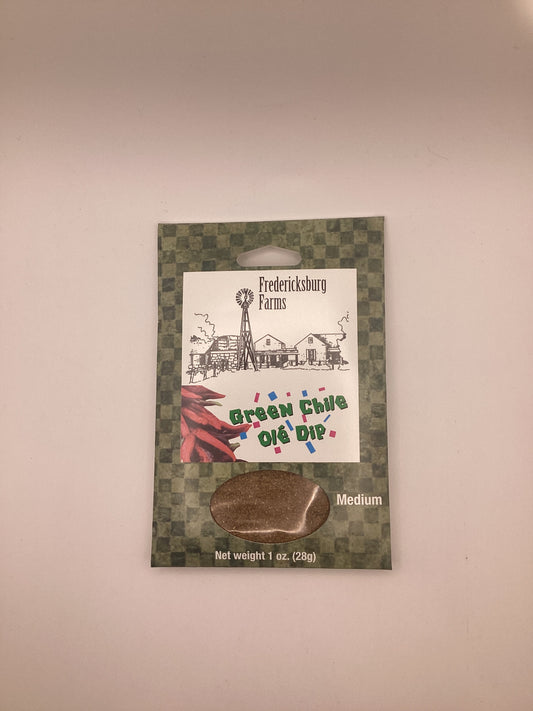 Fredericksburg
Farms
Green Chile
Olé Dip
Medium
Net weight 1 oz. (28g)